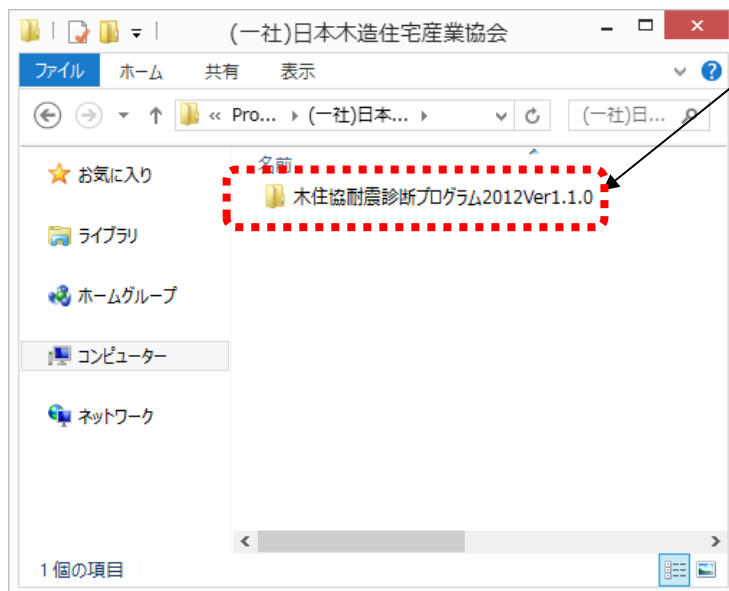 (一社)日本木造住宅産業協会
ファイル ホーム 共有 表示
« Pro... ▸ (一社)日本... ▸ (一社)日...
お気に入り
名前
木住協耐震診断プログラム2012Ver1.1.0
ライブラリ
ホームグループ
コンピューター
ネットワーク
1 個の項目